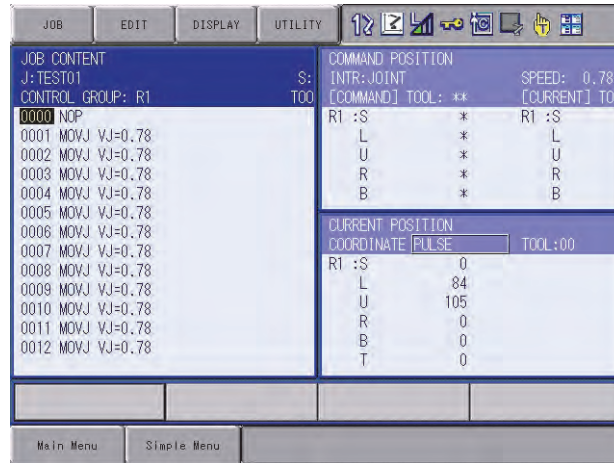 JOB
EDIT
DISPLAY
UTILITY
JOB CONTENT
J:TEST01 S:
CONTROL GROUP: R1 TOO
0000 NOP
0001 MOVJ VJ=0.78
0002 MOVJ VJ=0.78
0003 MOVJ VJ=0.78
0004 MOVJ VJ=0.78
0005 MOVJ VJ=0.78
0006 MOVJ VJ=0.78
0007 MOVJ VJ=0.78
0008 MOVJ VJ=0.78
0009 MOVJ VJ=0.78
0010 MOVJ VJ=0.78
0011 MOVJ VJ=0.78
0012 MOVJ VJ=0.78
COMMAND POSITION
INTR:JOINT SPEED: 0.78
[COMMAND] TOOL: ** [CURRENT] TO
R1 :S * R1 :S
L * L
U * U
R * R
B * B
CURRENT POSITION
COORDINATE PULSE TOOL:00
R1 :S 0
L 84
U 105
R 0
B 0
T 0
Main Menu
Simple Menu